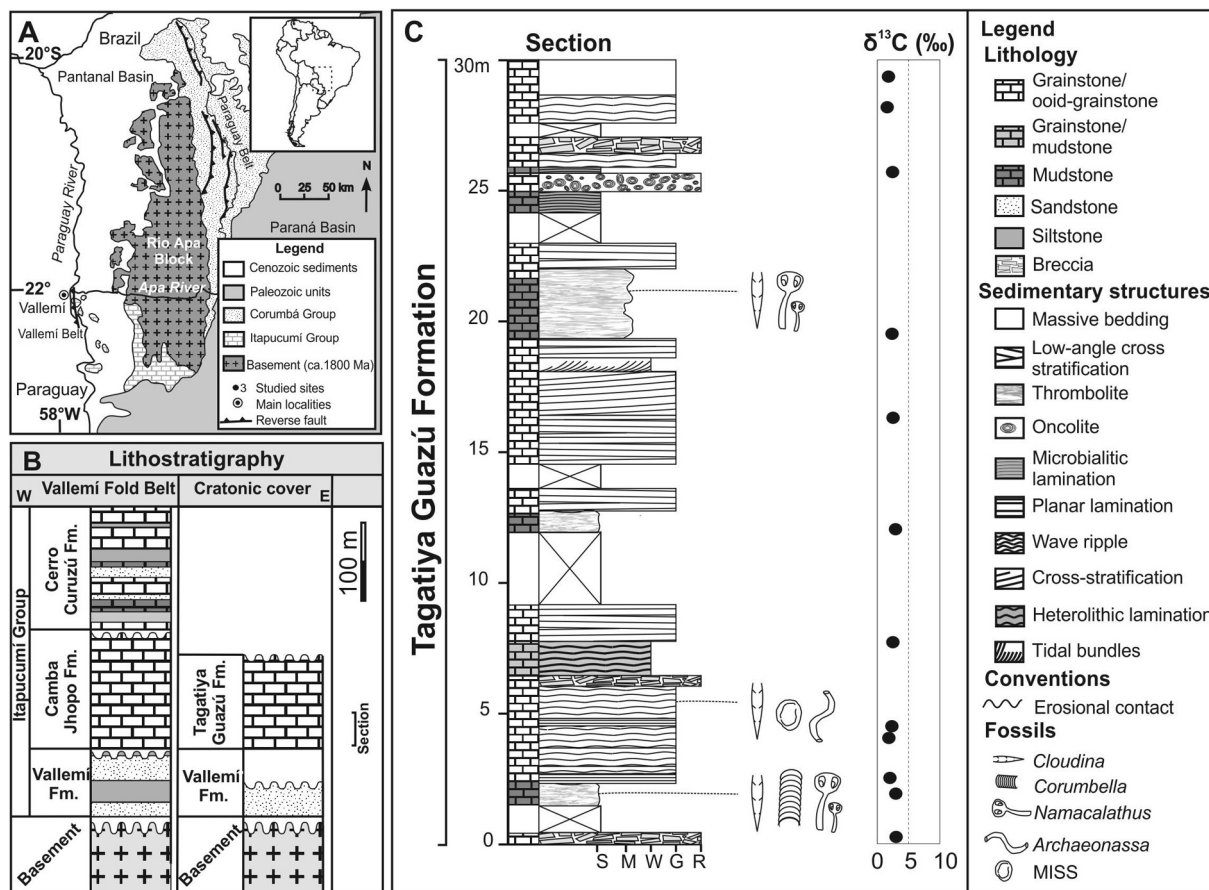 A
Brazil
20°S
Pantanal Basin
Paraguay Belt
N
0 25 50 km
Paraguay River
Paraná Basin
Rio Apa
Block
22°
Apa River
Vallemí
Vallemí Belt
Paraguay
58°W
Legend
Cenozoic sediments
Paleozoic units
Corumbá Group
Itapucumí Group
Basement (ca.1800 Ma)
3 Studied sites
Main localities
Reverse fault
B
Lithostratigraphy
W Vallemí Fold Belt Cratonic cover E
Itapucumí Group
Cerro
Curuzú Fm.
Camba
Jhopo Fm.
Vallemí
Fm.
Basement
Tagatiya
Guazú Fm.
Vallemí
Fm.
Basement
100 m
Section
C
Section
δ¹³C (‰)
Tagatiya Guazú Formation
30m
25
20
15
10
5
0
S M W G R
0 5 10
Legend
Lithology
Grainstone/
ooid-grainstone
Grainstone/
mudstone
Mudstone
Sandstone
Siltstone
Breccia
Sedimentary structures
Massive bedding
Low-angle cross
stratification
Thrombolite
Oncolite
Microbialitic
lamination
Planar lamination
Wave ripple
Cross-stratification
Heterolithic lamination
Tidal bundles
Conventions
Erosional contact
Fossils
Cloudina
Corumbella
Namacalathus
Archaeonassa
MISS